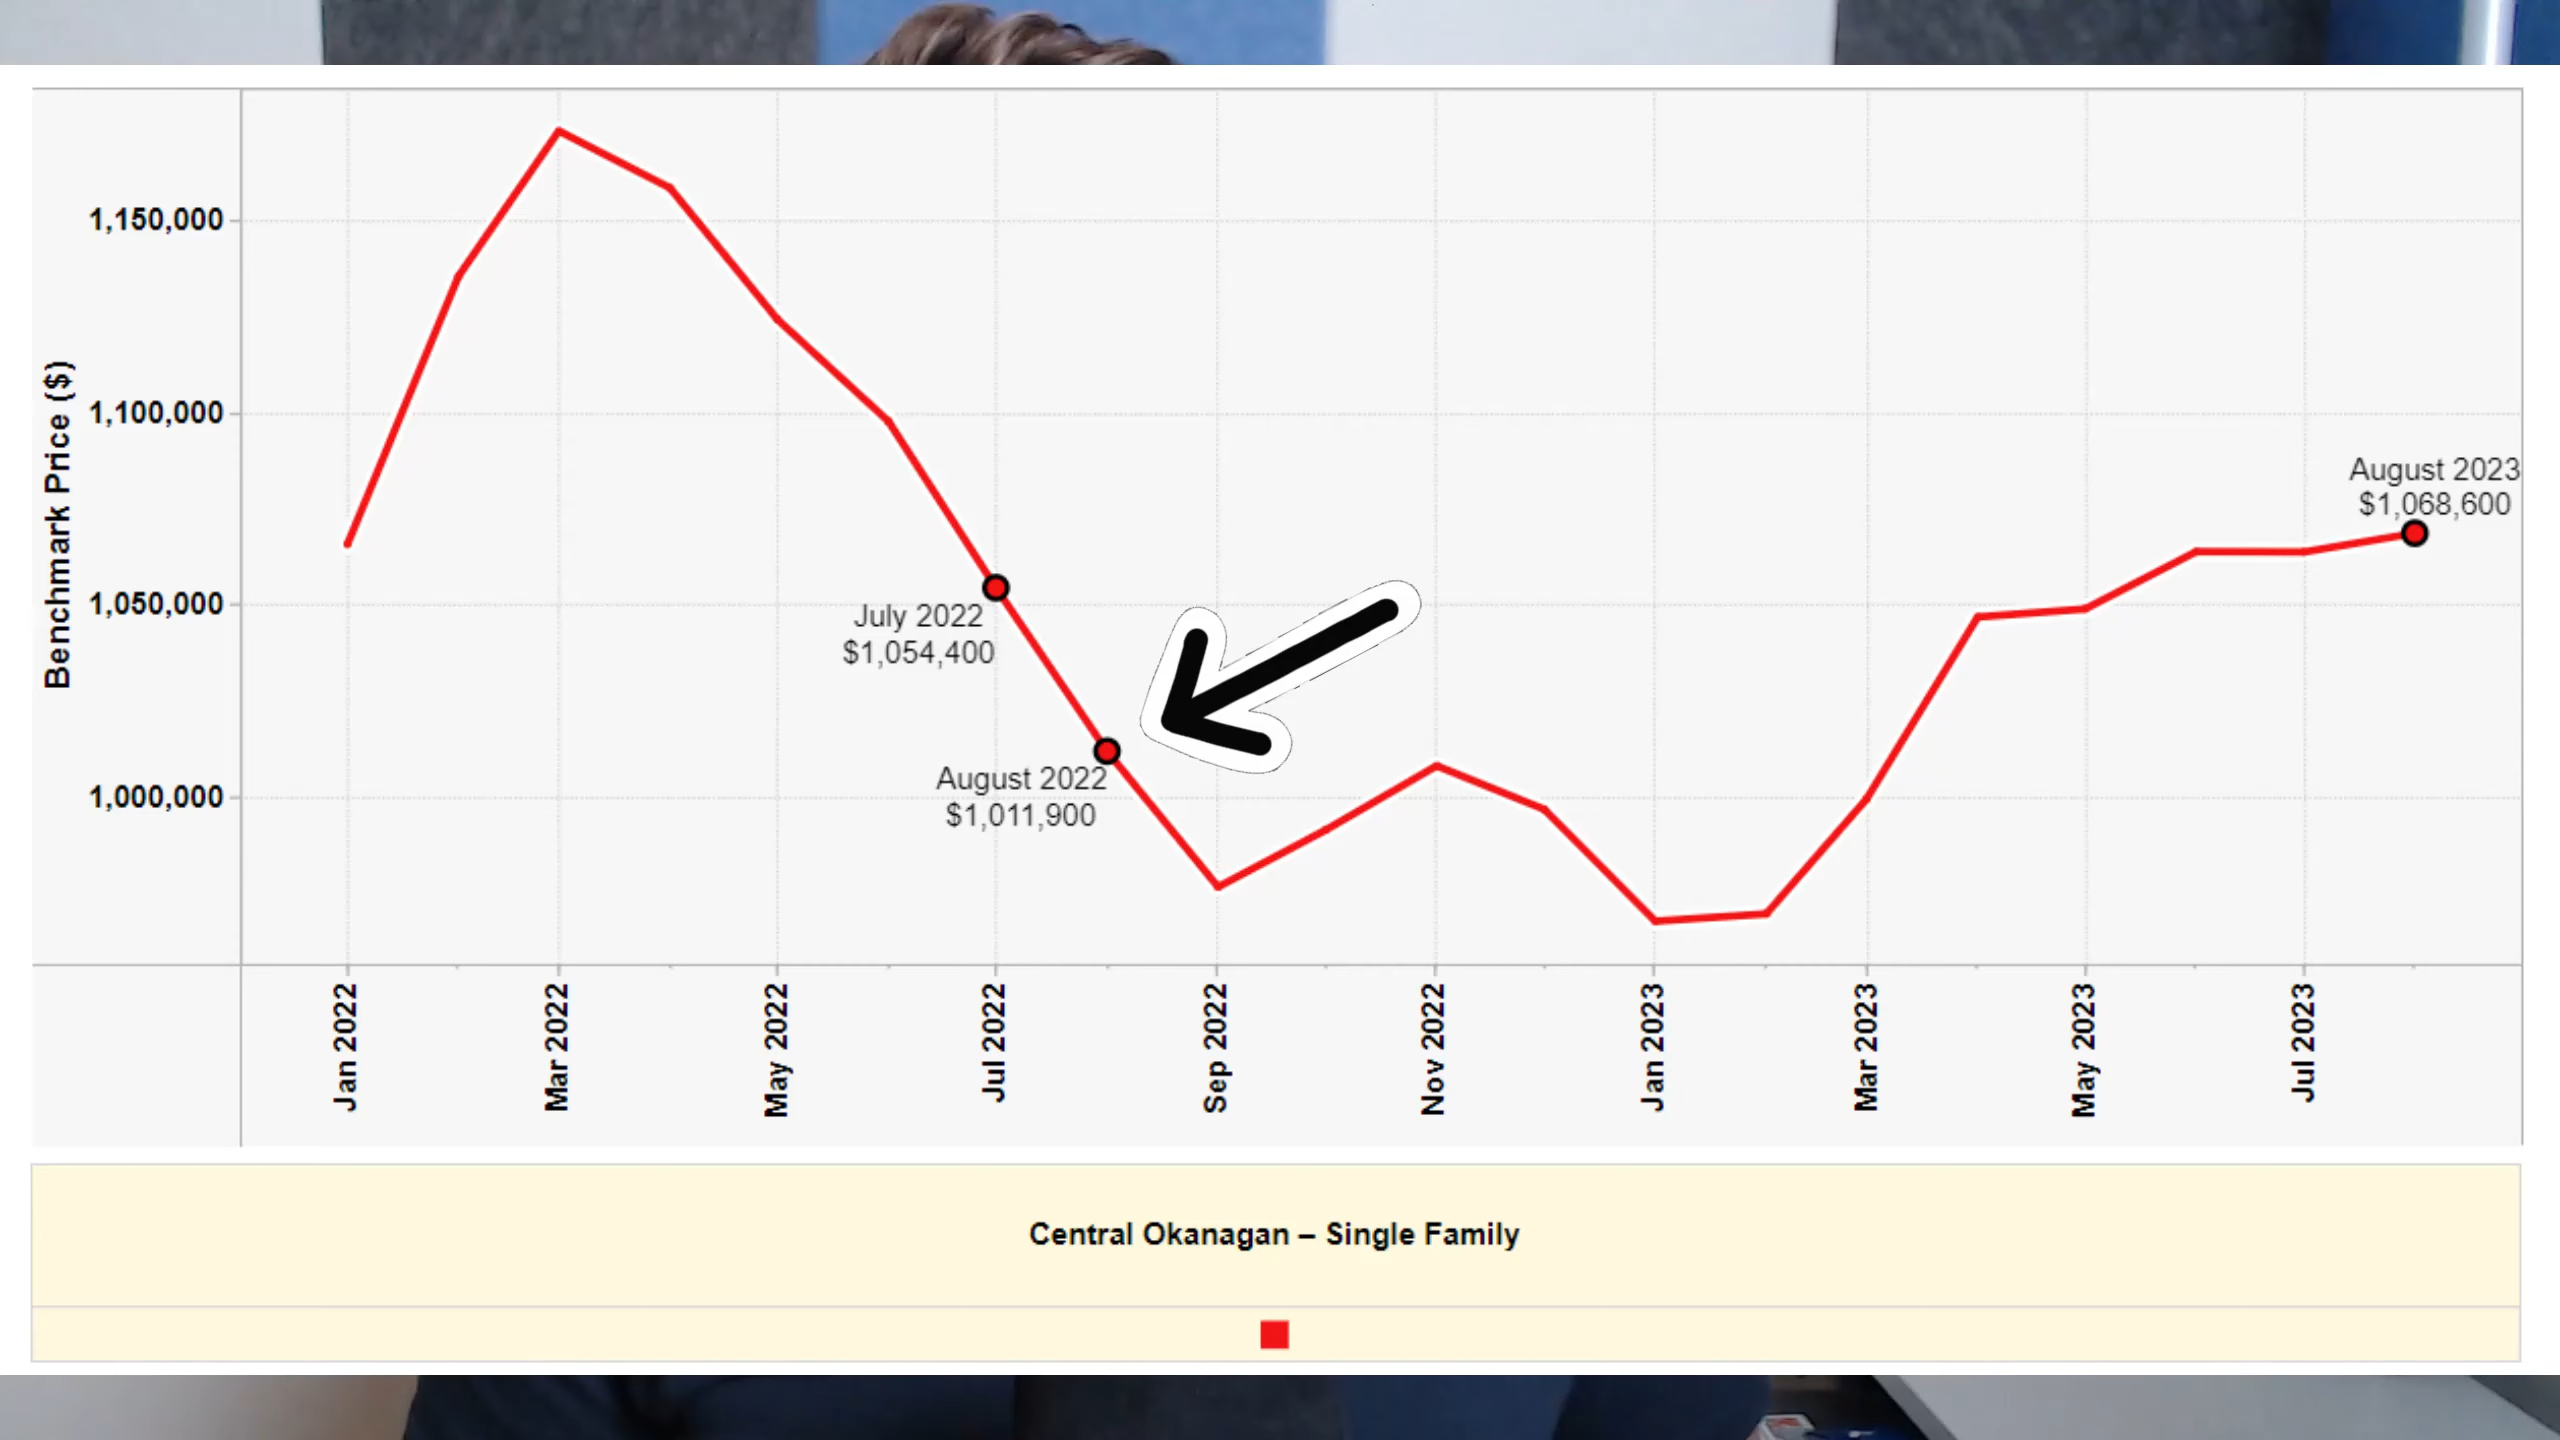 Benchmark Price ($)
1,150,000
1,100,000
1,050,000
1,000,000
July 2022
$1,054,400
August 2022
$1,011,900
August 2023
$1,068,600
Jan 2022
Mar 2022
May 2022
Jul 2022
Sep 2022
Nov 2022
Jan 2023
Mar 2023
May 2023
Jul 2023
Central Okanagan – Single Family